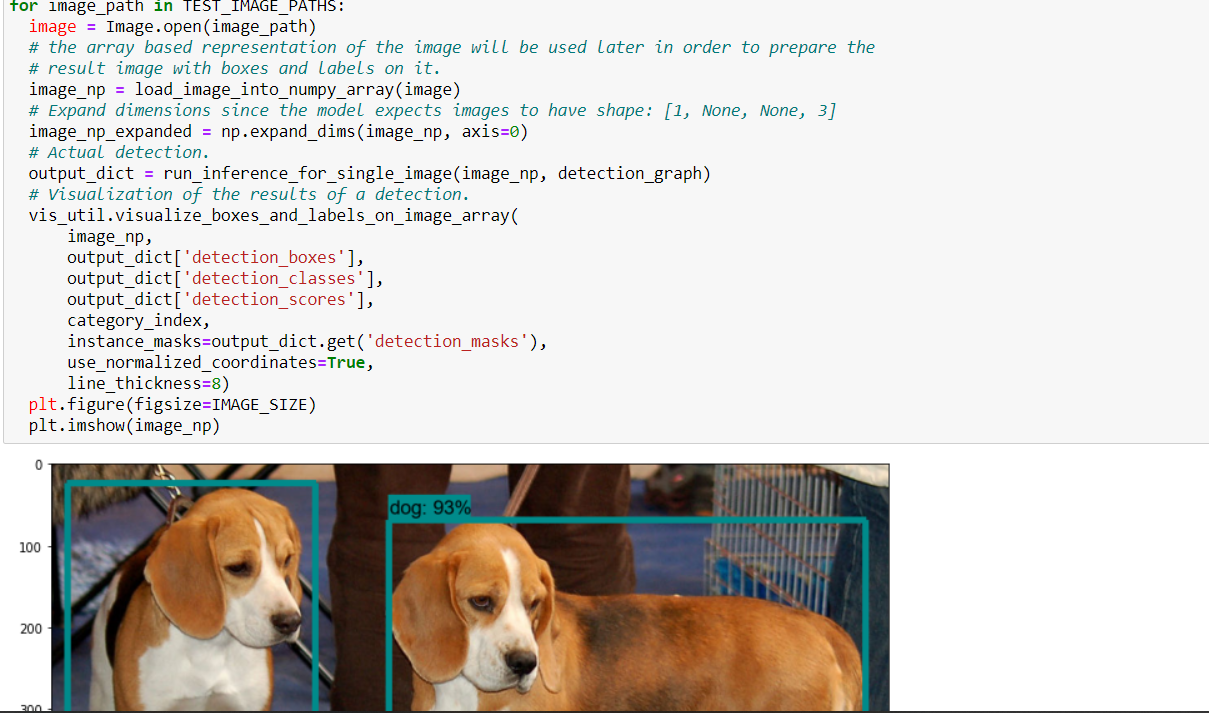 for image_path in TEST_IMAGE_PATHS:
  image = Image.open(image_path)
  # the array based representation of the image will be used later in order to prepare the
  # result image with boxes and labels on it.
  image_np = load_image_into_numpy_array(image)
  # Expand dimensions since the model expects images to have shape: [1, None, None, 3]
  image_np_expanded = np.expand_dims(image_np, axis=0)
  # Actual detection.
  output_dict = run_inference_for_single_image(image_np, detection_graph)
  # Visualization of the results of a detection.
  vis_util.visualize_boxes_and_labels_on_image_array(
      image_np,
      output_dict['detection_boxes'],
      output_dict['detection_classes'],
      output_dict['detection_scores'],
      category_index,
      instance_masks=output_dict.get('detection_masks'),
      use_normalized_coordinates=True,
      line_thickness=8)
  plt.figure(figsize=IMAGE_SIZE)
  plt.imshow(image_np)
0
dog: 93%
100
200
300